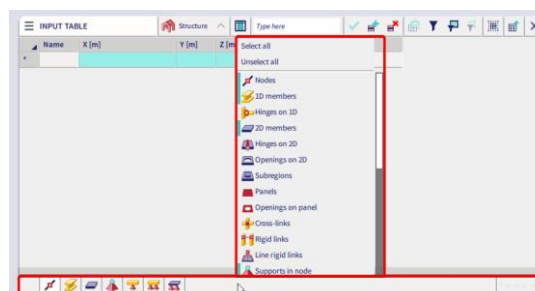 INPUT TABLE Structure Type here
Name X [m] Y [m] Z [m
Select all
Unselect all
Nodes
1D members
Hinges on 1D
2D members
Hinges on 2D
Openings on 2D
Subregions
Panels
Openings on panel
Cross-links
Rigid links
Line rigid links
Supports in node